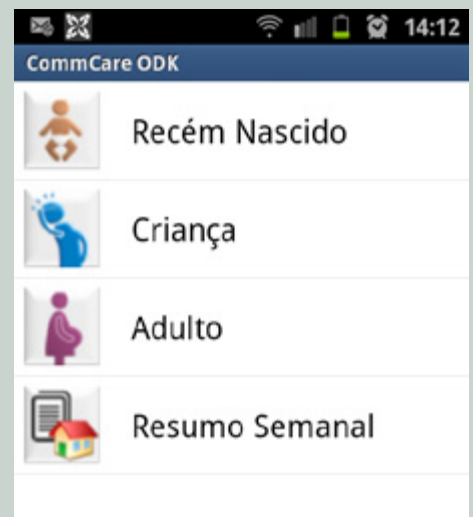 14:12
CommCare ODK
Recém Nascido
Criança
Adulto
Resumo Semanal